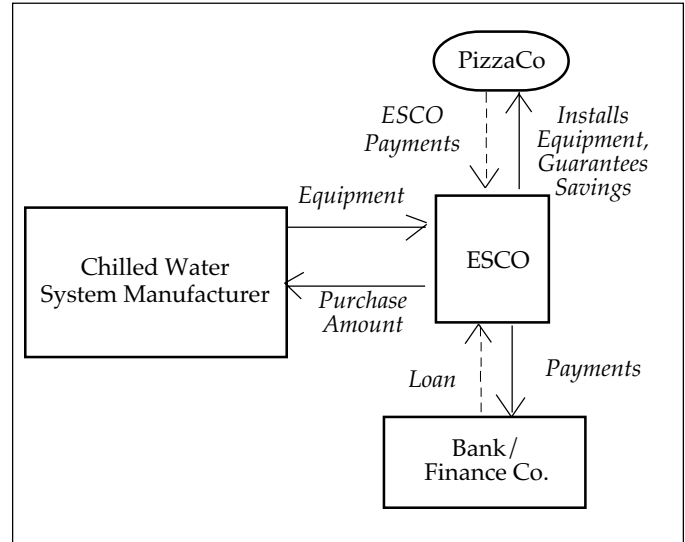 PizzaCo
ESCO
Payments
Installs
Equipment,
Guarantees
Savings
Equipment
Chilled Water
System Manufacturer
ESCO
Purchase
Amount
Loan
Payments
Bank/
Finance Co.